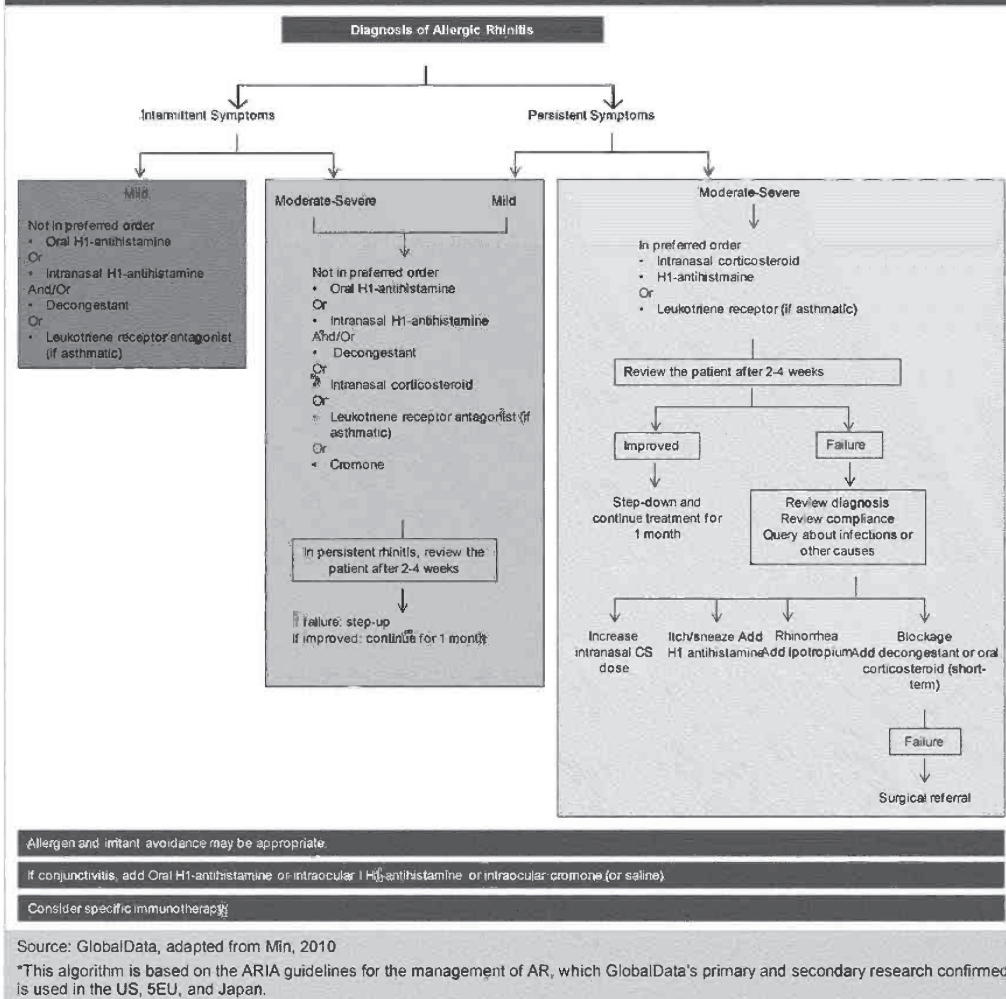 Diagnosis of Allergic Rhinitis
Intermittent Symptoms
Persistent Symptoms
Mild
Not in preferred order
• Oral H1-antihistamine
Or
• Intranasal H1-antihistamine
And/Or
• Decongestant
Or
• Leukotriene receptor antagonist
(if asthmatic)
Moderate-Severe
Mild
Not in preferred order
• Oral H1-antihistamine
Or
• Intranasal H1-antihistamine
And/Or
• Decongestant
Or
• Intranasal corticosteroid
Or
• Leukotriene receptor antagonist (if
asthmatic)
Or
• Cromone
In persistent rhinitis, review the
patient after 2-4 weeks
If failure: step-up
If improved: continue for 1 month
Moderate-Severe
In preferred order
• Intranasal corticosteroid
• H1-antihistmaine
Or
• Leukotriene receptor (if asthmatic)
Review the patient after 2-4 weeks
Improved
Failure
Step-down and
continue treatment for
1 month
Review diagnosis
Review compliance
Query about infections or
other causes
Increase
intranasal CS
dose
Itch/sneeze Add
H1 antihistamine
Rhinorrhea
Add Ipotropium
Blockage
Add decongestant or oral
corticosteroid (short-
term)
Failure
Surgical referral
Allergen and irritant avoidance may be appropriate.
If conjunctivitis, add Oral H1-antihistamine or intraocular H1-antihistamine or intraocular cromone (or saline)
Consider specific immunotherapy
Source: GlobalData, adapted from Min, 2010
*This algorithm is based on the ARIA guidelines for the management of AR, which GlobalData's primary and secondary research confirmed
is used in the US, 5EU, and Japan.